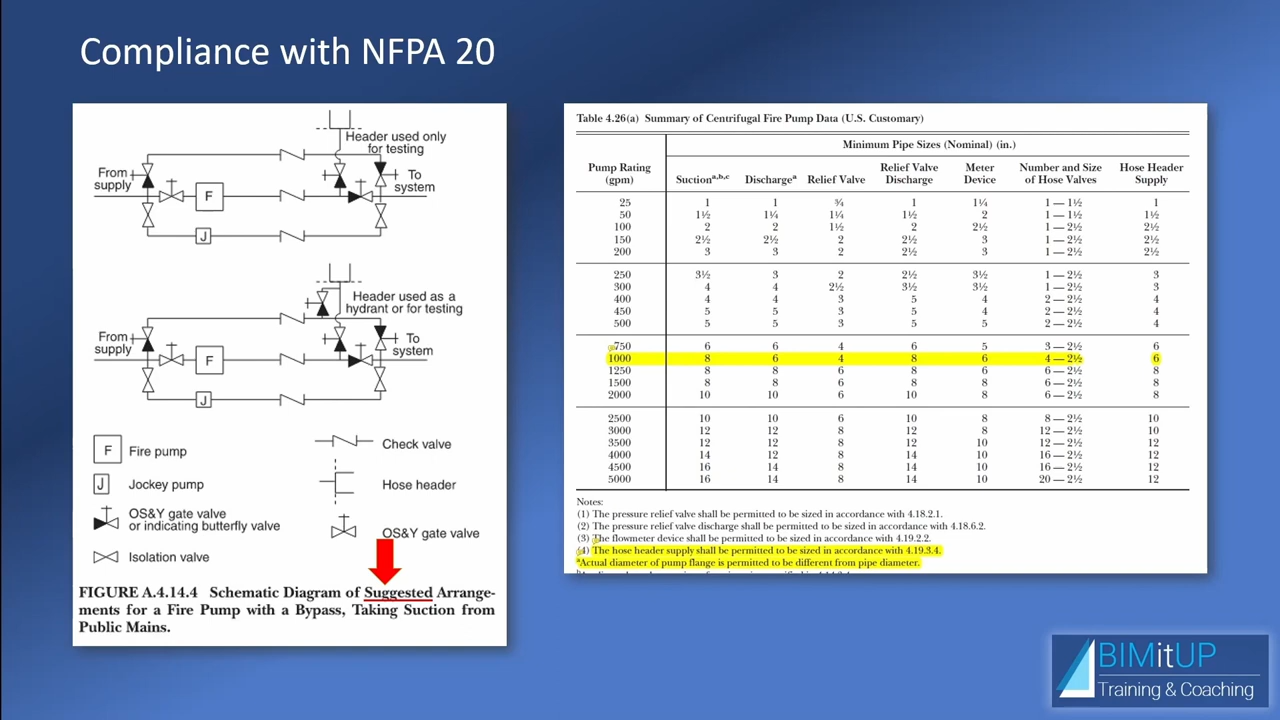 Compliance with NFPA 20
Header used only
for testing
From
supply
To
system
F
J
Header used as a
hydrant or for testing
From
supply
To
system
F
J
F Fire pump
J Jockey pump
OS&Y gate valve
or indicating butterfly valve
Isolation valve
Check valve
Hose header
OS&Y gate valve
FIGURE A.4.14.4 Schematic Diagram of Suggested Arrange-
ments for a Fire Pump with a Bypass, Taking Suction from
Public Mains.
Table 4.26(a) Summary of Centrifugal Fire Pump Data (U.S. Customary)
Minimum Pipe Sizes (Nominal) (in.)
Pump Rating
(gpm)
Suctionᵃ,ᵇ,ᶜ
Dischargeᵃ
Relief Valve
Relief Valve
Discharge
Meter
Device
Number and Size
of Hose Valves
Hose Header
Supply
25 1 1 ¾ 1 1¼ 1 — 1½ 1
50 1½ 1¼ 1¼ 1½ 2 1 — 1½ 1½
100 2 2 1½ 2 2½ 1 — 2½ 2½
150 2½ 2½ 2 2½ 3 1 — 2½ 2½
200 3 3 2 2½ 3 1 — 2½ 2½
250 3½ 3 2 2½ 3½ 1 — 2½ 3
300 4 4 2½ 3½ 3½ 1 — 2½ 3
400 4 4 3 5 4 2 — 2½ 4
450 5 5 3 5 4 2 — 2½ 4
500 5 5 3 5 5 2 — 2½ 4
750 6 6 4 6 5 3 — 2½ 6
1000 8 6 4 8 6 4 — 2½ 6
1250 8 8 6 8 6 6 — 2½ 8
1500 8 8 6 8 8 6 — 2½ 8
2000 10 10 6 10 8 6 — 2½ 8
2500 10 10 6 10 8 8 — 2½ 10
3000 12 12 8 12 8 12 — 2½ 10
3500 12 12 8 12 10 12 — 2½ 12
4000 14 12 8 14 10 16 — 2½ 12
4500 16 14 8 14 10 16 — 2½ 12
5000 16 14 8 14 10 20 — 2½ 12
Notes:
(1) The pressure relief valve shall be permitted to be sized in accordance with 4.18.2.1.
(2) The pressure relief valve discharge shall be permitted to be sized in accordance with 4.18.6.2.
(3) The flowmeter device shall be permitted to be sized in accordance with 4.19.2.2.
(4) The hose header supply shall be permitted to be sized in accordance with 4.19.3.4.
ᵃActual diameter of pump flange is permitted to be different from pipe diameter.
BIMitUP
Training & Coaching